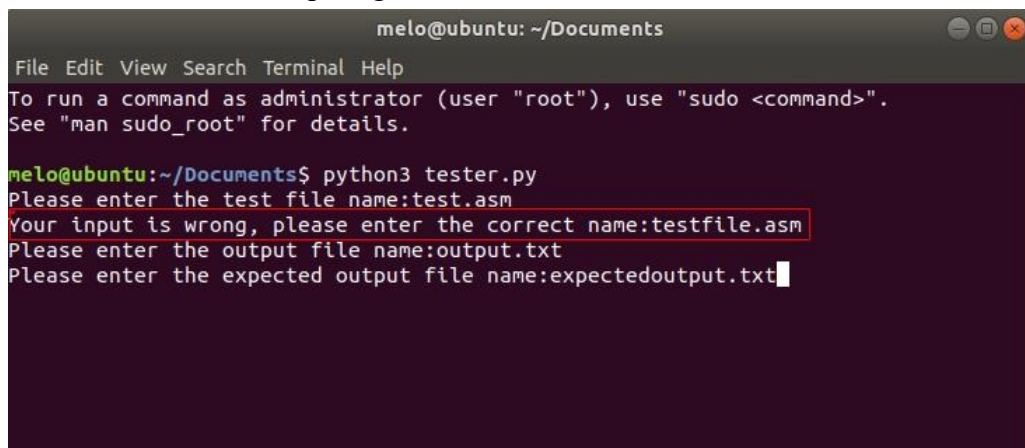 melo@ubuntu: ~/Documents
File Edit View Search Terminal Help
To run a command as administrator (user "root"), use "sudo <command>".
See "man sudo_root" for details.
melo@ubuntu:~/Documents$ python3 tester.py
Please enter the test file name:test.asm
Your input is wrong, please enter the correct name:testfile.asm
Please enter the output file name:output.txt
Please enter the expected output file name:expectedoutput.txt